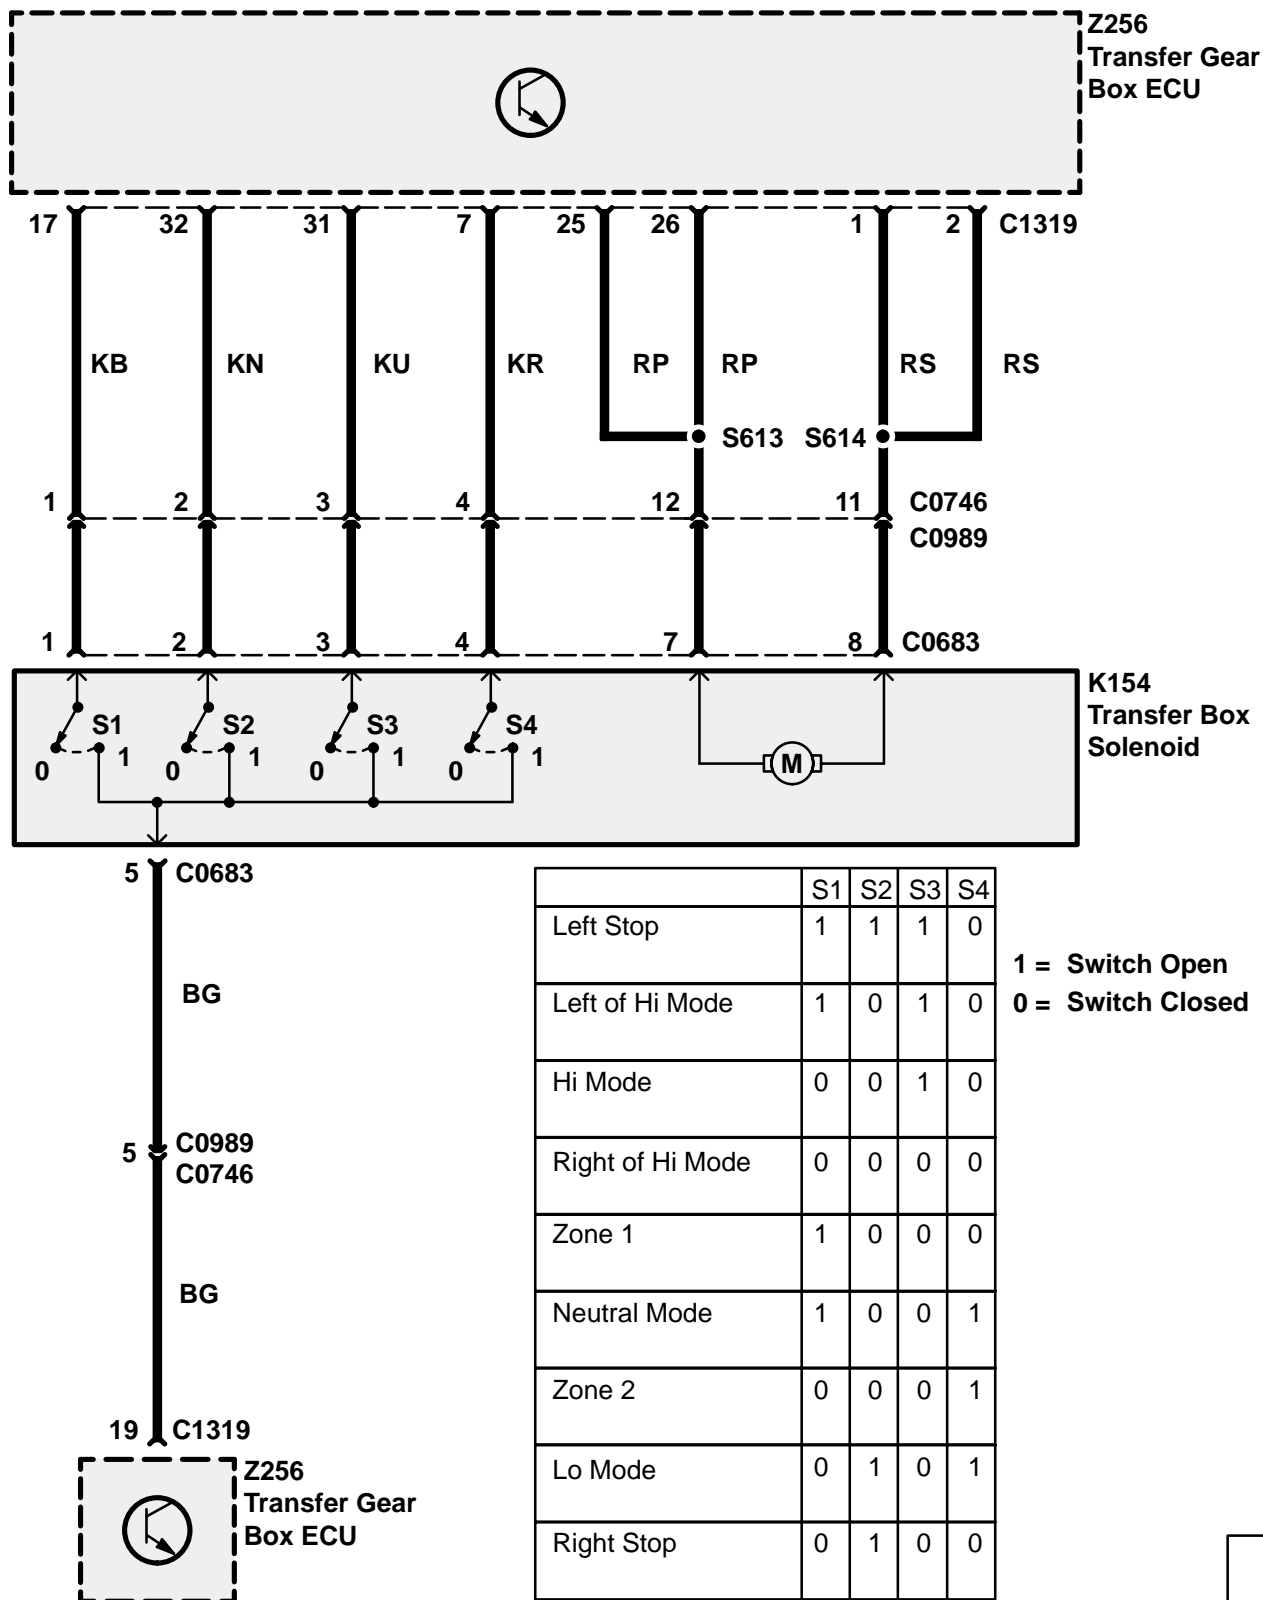 Z256
Transfer Gear
Box ECU
17 32 31 7 25 26 1 2 C1319
KB KN KU KR RP RP RS RS
S613 S614
1 2 3 4 12 11 C0746
C0989
1 2 3 4 7 8 C0683
K154
Transfer Box
Solenoid
S1 S2 S3 S4
0 1 0 1 0 1 0 1
M
5 C0683
BG
5 C0989
C0746
BG
19 C1319
Z256
Transfer Gear
Box ECU
S1 S2 S3 S4
Left Stop 1 1 1 0
Left of Hi Mode 1 0 1 0
Hi Mode 0 0 1 0
Right of Hi Mode 0 0 0 0
Zone 1 1 0 0 0
Neutral Mode 1 0 0 1
Zone 2 0 0 0 1
Lo Mode 0 1 0 1
Right Stop 0 1 0 0
1 = Switch Open
0 = Switch Closed